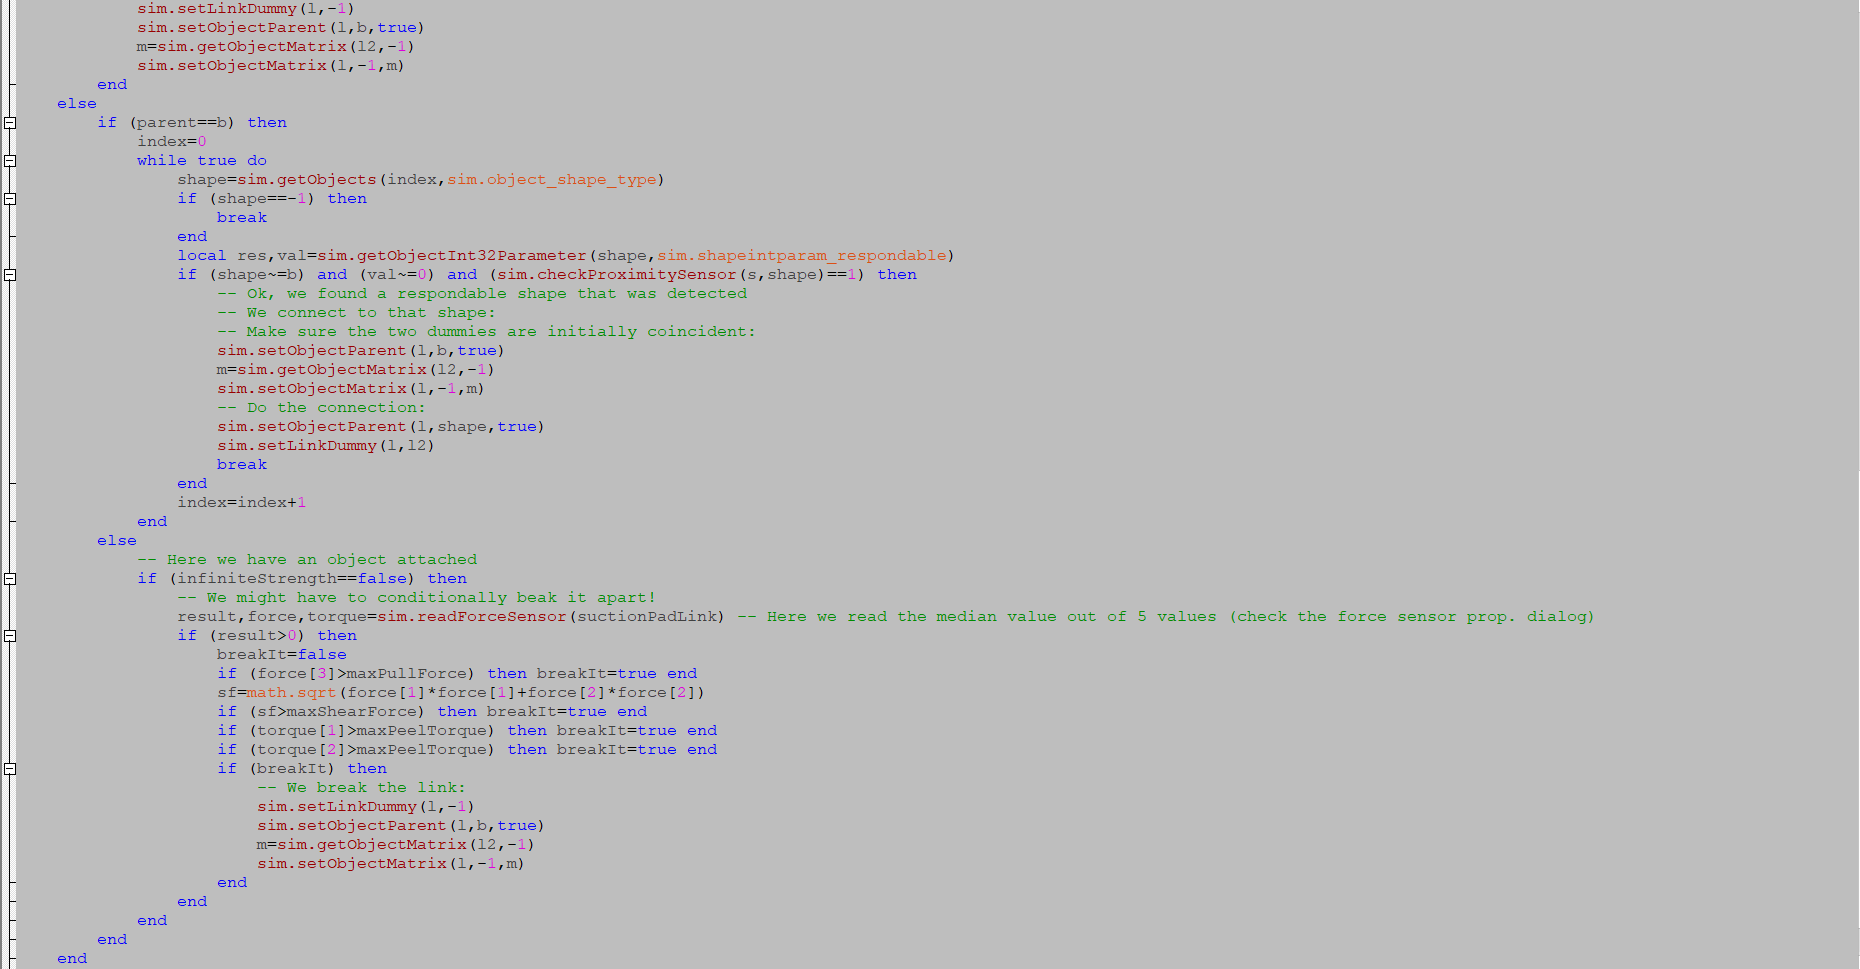 sim.setLinkDummy(l,-1)
sim.setObjectParent(l,b,true)
m=sim.getObjectMatrix(l2,-1)
sim.setObjectMatrix(l,-1,m)
end
else
if (parent==b) then
index=0
while true do
shape=sim.getObjects(index,sim.object_shape_type)
if (shape==-1) then
break
end
local res,val=sim.getObjectInt32Parameter(shape,sim.shapeintparam_respondable)
if (shape~=b) and (val~=0) and (sim.checkProximitySensor(s,shape)==1) then
-- Ok, we found a respondable shape that was detected
-- We connect to that shape:
-- Make sure the two dummies are initially coincident:
sim.setObjectParent(l,b,true)
m=sim.getObjectMatrix(l2,-1)
sim.setObjectMatrix(l,-1,m)
-- Do the connection:
sim.setObjectParent(l,shape,true)
sim.setLinkDummy(l,l2)
break
end
index=index+1
end
else
-- Here we have an object attached
if (infiniteStrength==false) then
-- We might have to conditionally beak it apart!
result,force,torque=sim.readForceSensor(suctionPadLink) -- Here we read the median value out of 5 values (check the force sensor prop. dialog)
if (result>0) then
breakIt=false
if (force[3]>maxPullForce) then breakIt=true end
sf=math.sqrt(force[1]*force[1]+force[2]*force[2])
if (sf>maxShearForce) then breakIt=true end
if (torque[1]>maxPeelTorque) then breakIt=true end
if (torque[2]>maxPeelTorque) then breakIt=true end
if (breakIt) then
-- We break the link:
sim.setLinkDummy(l,-1)
sim.setObjectParent(l,b,true)
m=sim.getObjectMatrix(l2,-1)
sim.setObjectMatrix(l,-1,m)
end
end
end
end
end